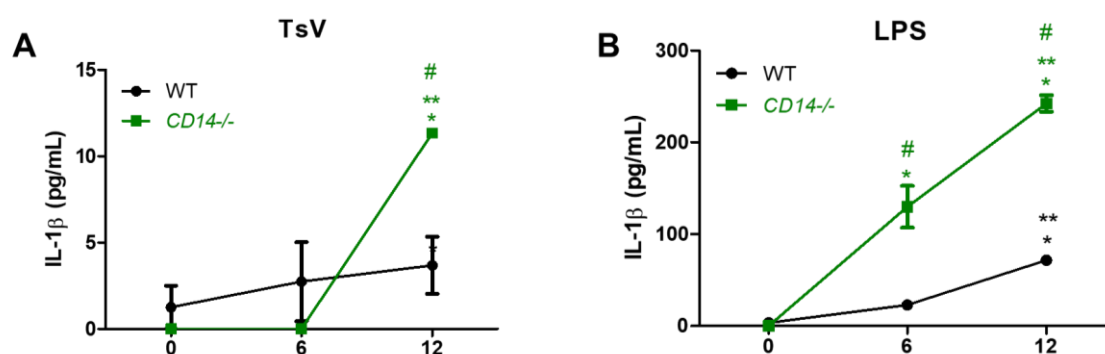 A
TsV
15
10
5
0
IL-1β (pg/mL)
WT
CD14-/-
#
**
*
*
0 6 12
B
LPS
300
200
100
0
IL-1β (pg/mL)
WT
CD14-/-
#
*
#
**
*
**
*
0 6 12